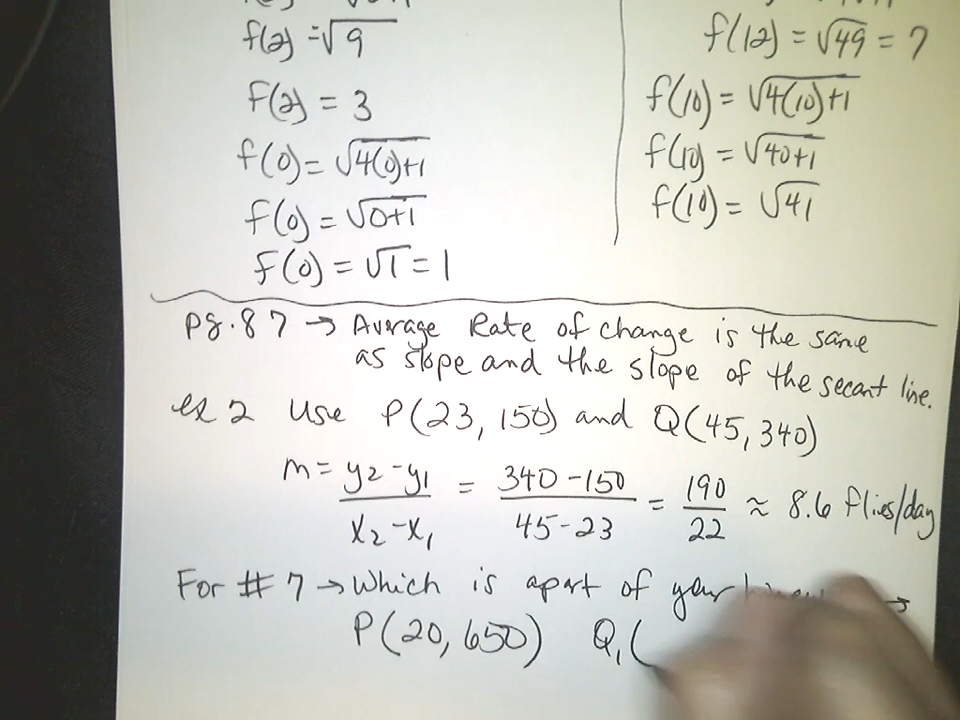 f(2) = √9
f(2) = 3
f(0) = √4(0)+1
f(0) = √0+1
f(0) = √1 = 1
f(12) = √49 = 7
f(10) = √4(10)+1
f(10) = √40+1
f(10) = √41
pg. 87 → Average Rate of change is the same
as slope and the slope of the secant line.
ex 2 Use P(23, 150) and Q(45, 340)
m = y₂ - y₁ / x₂ - x₁ = 340 - 150 / 45 - 23 = 190 / 22 ≈ 8.6 flies/day
For # 7 → Which is apart of your →
P(20, 650) Q₁(